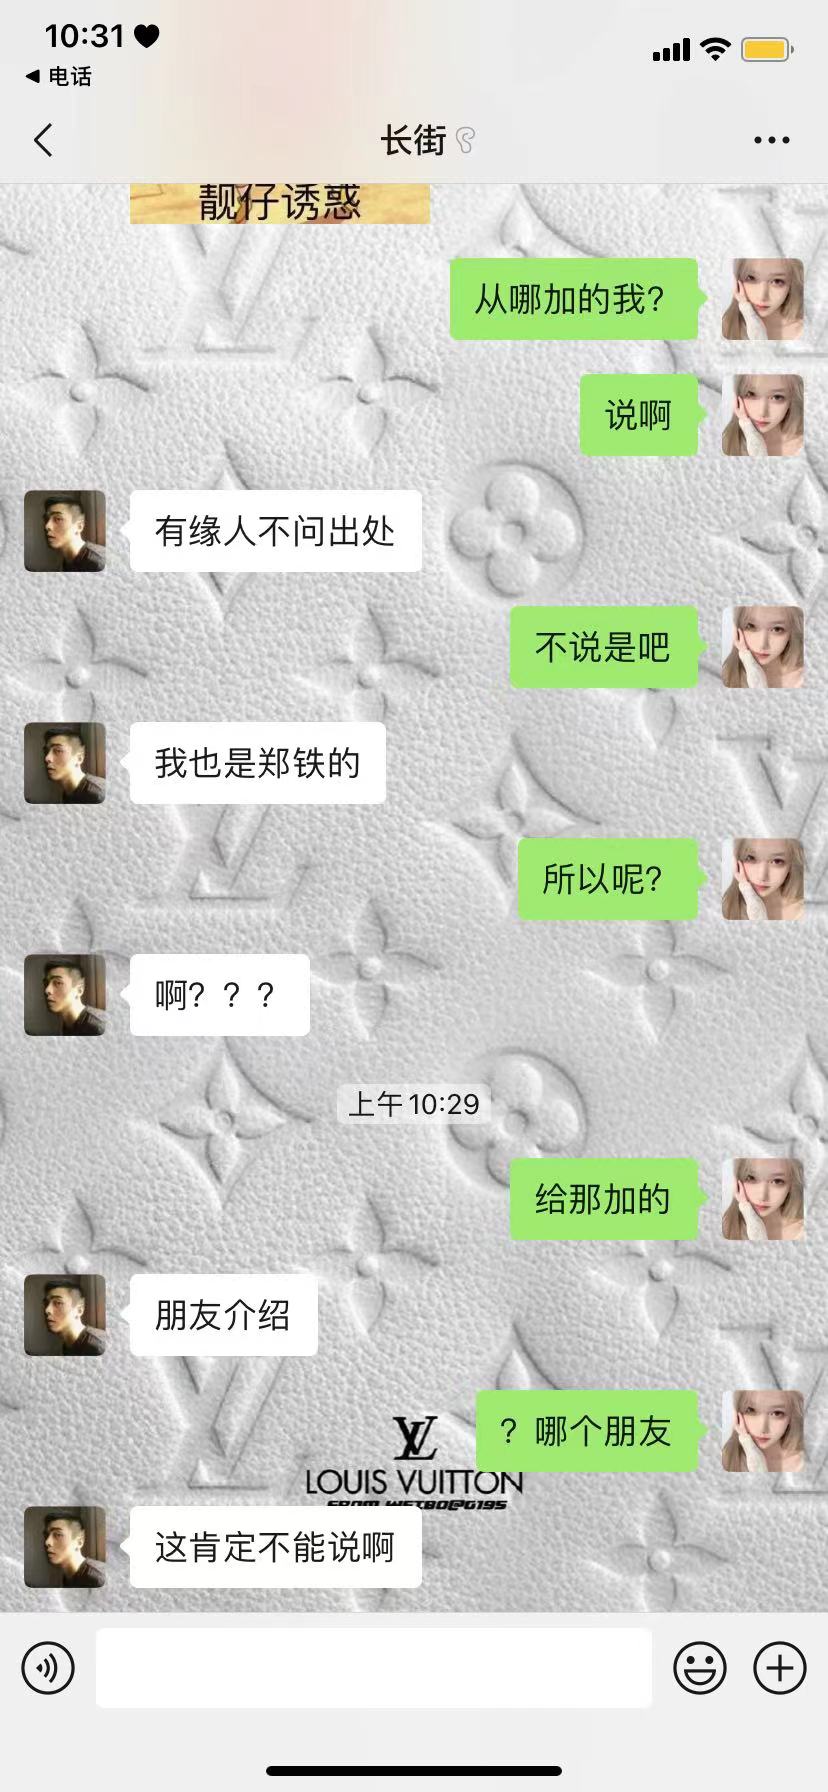 10:31
电话
长街
靓仔诱惑
从哪加的我?
说啊
有缘人不问出处
不说是吧
我也是郑铁的
所以呢?
啊？？？
上午10:29
给那加的
朋友介绍
？哪个朋友
LOUIS VUITTON
FROM WEIBO@G195
这肯定不能说啊